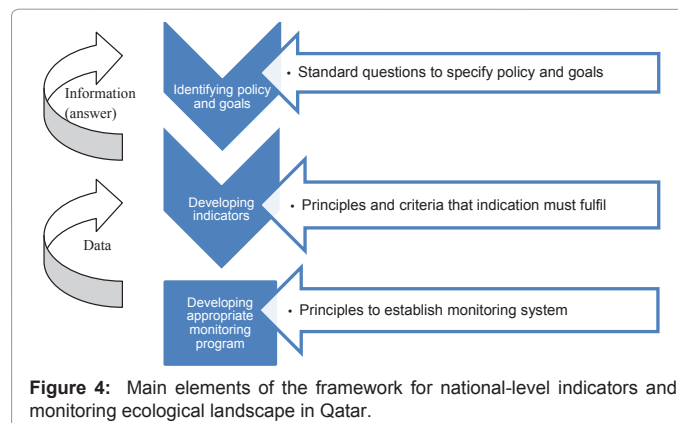 Information
(answer)
Identifying policy
and goals
• Standard questions to specify policy and goals
Data
Developing
indicators
• Principles and criteria that indication must fulfil
Developing
appropriate
monitoring
program
• Principles to establish monitoring system
Figure 4: Main elements of the framework for national-level indicators and
monitoring ecological landscape in Qatar.